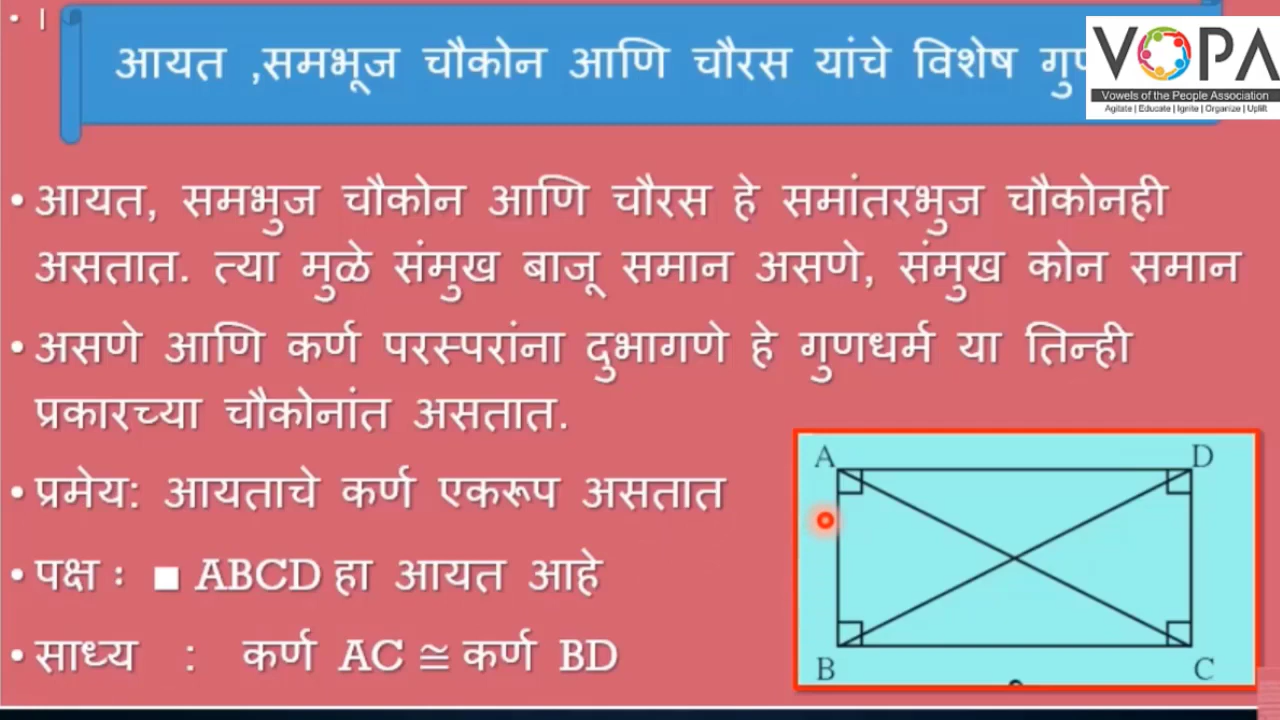 आयत ,समभूज चौकोन आणि चौरस यांचे विशेष
VOPA
Vowels of the People Association
Agitate | Educate | Ignite | Organize | Uplift
• आयत, समभुज चौकोन आणि चौरस हे समांतरभुज चौकोनही
असतात. त्या मुळे संमुख बाजू समान असणे, संमुख कोन समान
• असणे आणि कर्ण परस्परांना दुभागणे हे गुणधर्म या तिन्ही
प्रकारच्या चौकोनांत असतात.
• प्रमेय: आयताचे कर्ण एकरूप असतात
• पक्ष : ■ ABCD हा आयत आहे
• साध्य : कर्ण AC ≅ कर्ण BD
A D
B C